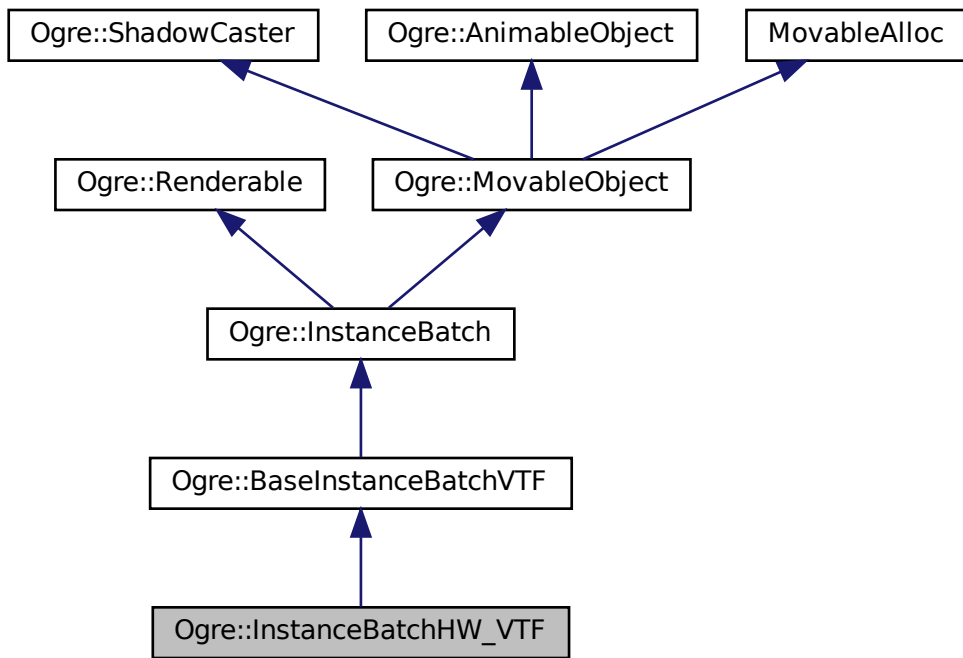 Ogre::ShadowCaster
Ogre::AnimableObject
MovableAlloc
Ogre::Renderable
Ogre::MovableObject
Ogre::InstanceBatch
Ogre::BaseInstanceBatchVTF
Ogre::InstanceBatchHW_VTF